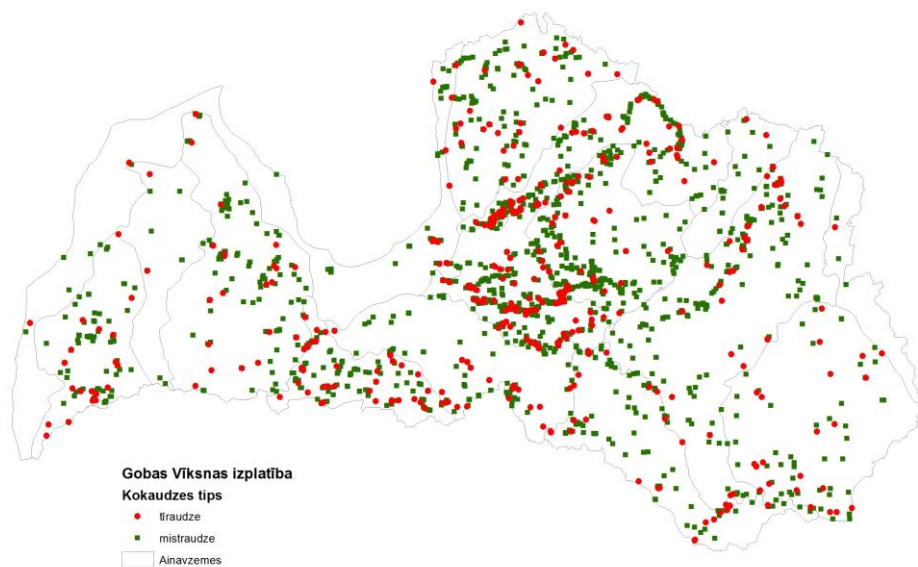 Gobas Vīksnas izplatība
Kokaudzes tips
tīraudze
mistraudze
Ainavzemes